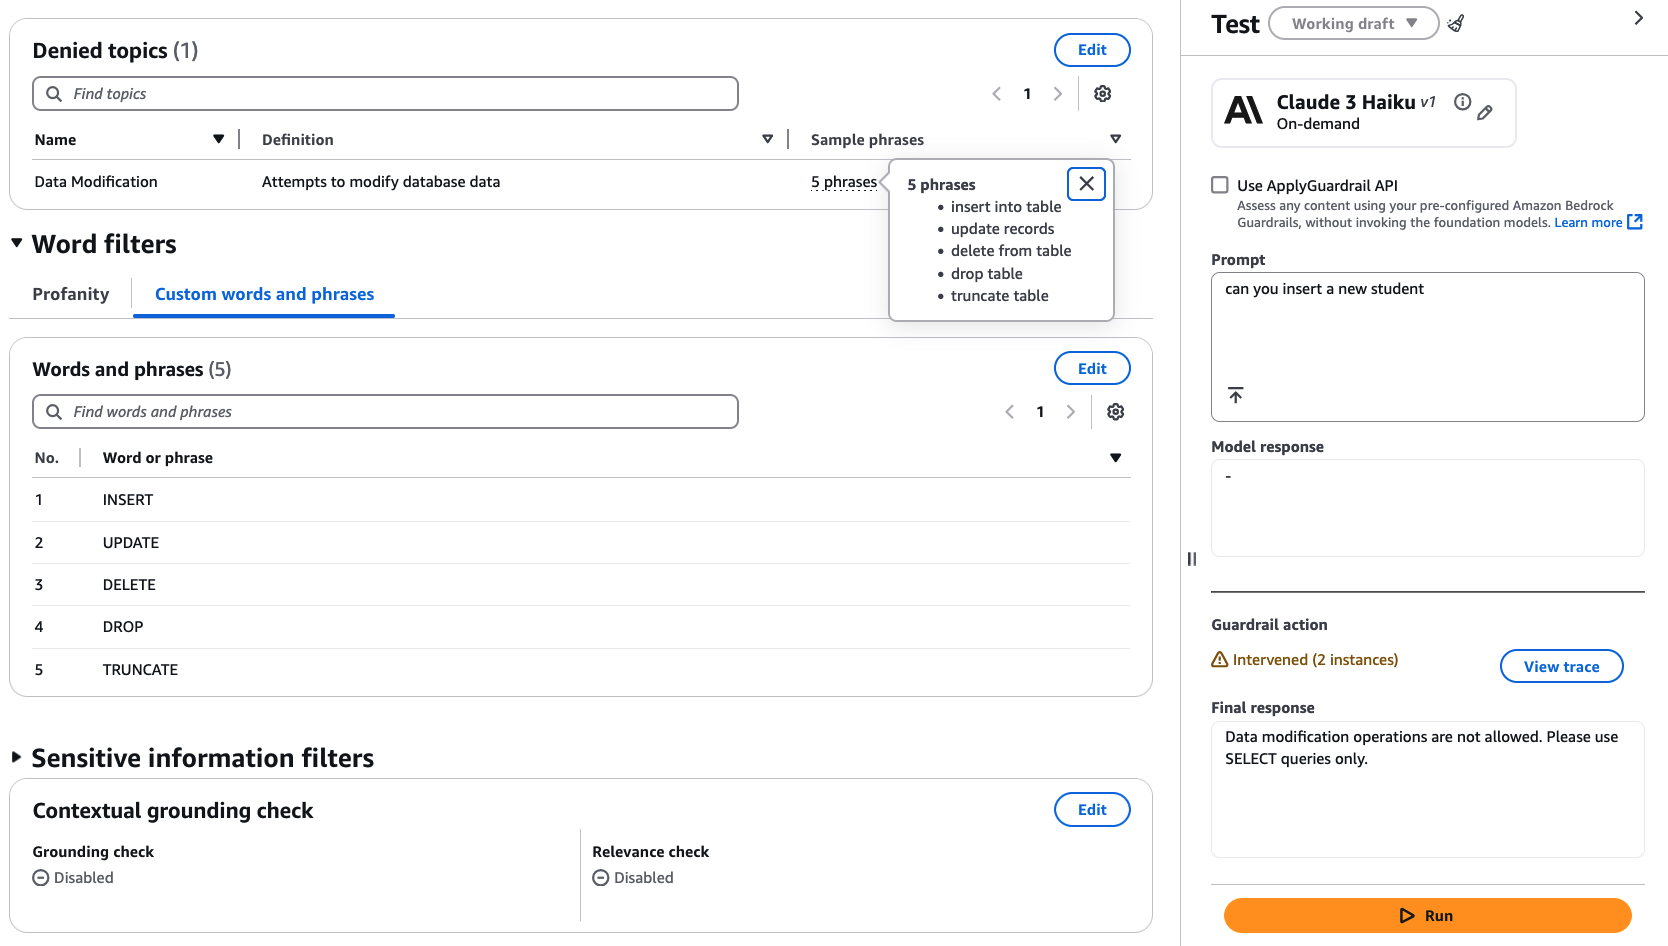 Denied topics (1)
Edit
Find topics
1
Name
Definition
Sample phrases
Data Modification
Attempts to modify database data
5 phrases
5 phrases
• insert into table
• update records
• delete from table
• drop table
• truncate table
Word filters
Profanity
Custom words and phrases
Words and phrases (5)
Edit
Find words and phrases
1
No.
Word or phrase
1 INSERT
2 UPDATE
3 DELETE
4 DROP
5 TRUNCATE
Sensitive information filters
Contextual grounding check
Edit
Grounding check
Disabled
Relevance check
Disabled
Test
Working draft
Claude 3 Haiku v1
On-demand
Use ApplyGuardrail API
Assess any content using your pre-configured Amazon Bedrock
Guardrails, without invoking the foundation models. Learn more
Prompt
can you insert a new student
Model response
-
Guardrail action
Intervened (2 instances)
View trace
Final response
Data modification operations are not allowed. Please use
SELECT queries only.
Run